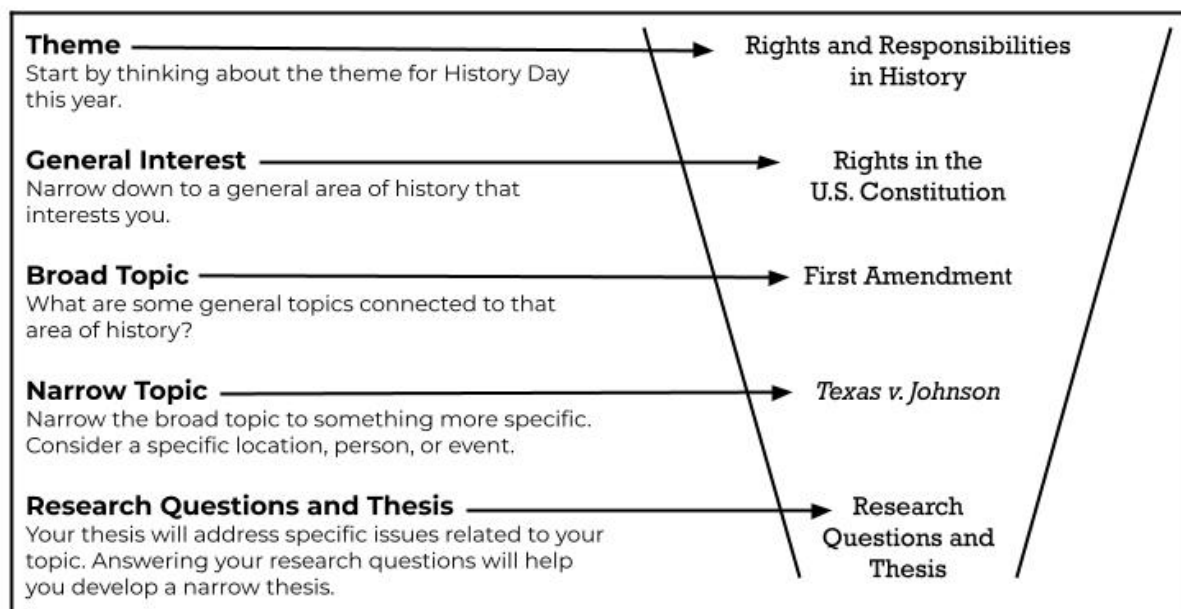 Theme
Start by thinking about the theme for History Day
this year.
Rights and Responsibilities
in History
General Interest
Narrow down to a general area of history that
interests you.
Rights in the
U.S. Constitution
Broad Topic
What are some general topics connected to that
area of history?
First Amendment
Narrow Topic
Narrow the broad topic to something more specific.
Consider a specific location, person, or event.
Texas v. Johnson
Research Questions and Thesis
Your thesis will address specific issues related to your
topic. Answering your research questions will help
you develop a narrow thesis.
Research
Questions and
Thesis